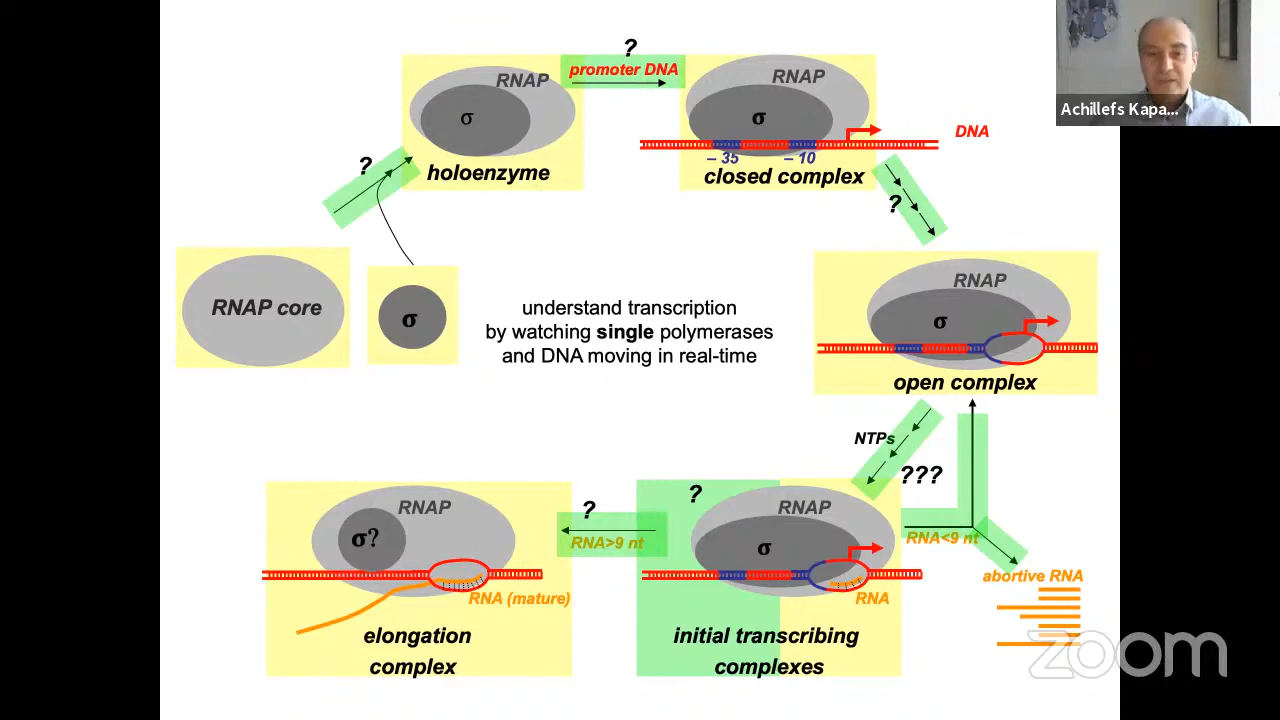 ?
RNAP
promoter DNA
σ
holoenzyme
RNAP
σ
DNA
– 35
– 10
closed complex
Achillefs Kapa...
?
?
RNAP core
σ
understand transcription
by watching single polymerases
and DNA moving in real-time
RNAP
σ
open complex
NTPs
???
RNAP
σ?
RNA (mature)
elongation
complex
?
RNA>9 nt
?
RNAP
σ
RNA
initial transcribing
complexes
RNA<9 nt
abortive RNA
zoom